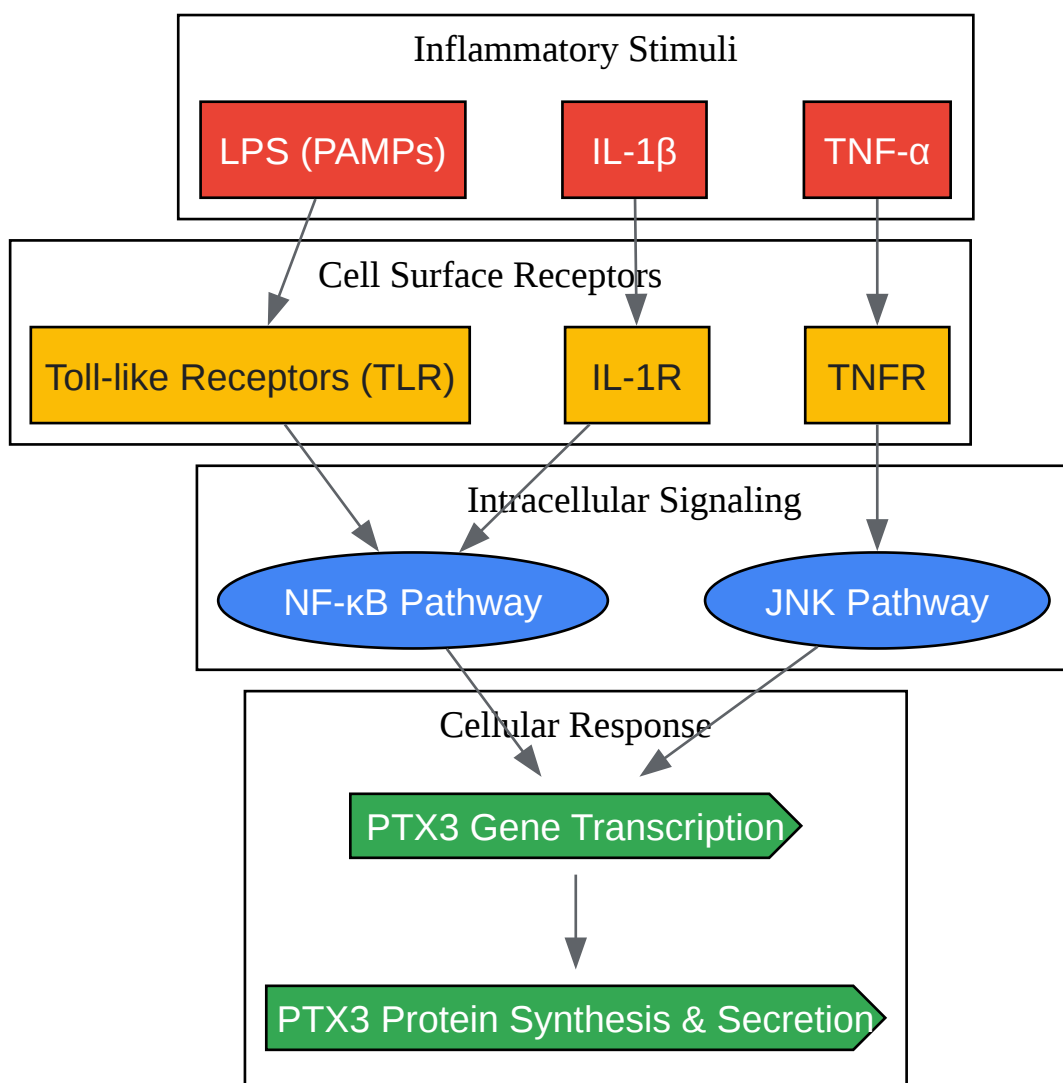 Inflammatory Stimuli
LPS (PAMPs)
IL-1β
TNF-α
Cell Surface Receptors
Toll-like Receptors (TLR)
IL-1R
TNFR
Intracellular Signaling
NF-κB Pathway
JNK Pathway
Cellular Response
PTX3 Gene Transcription
PTX3 Protein Synthesis & Secretion